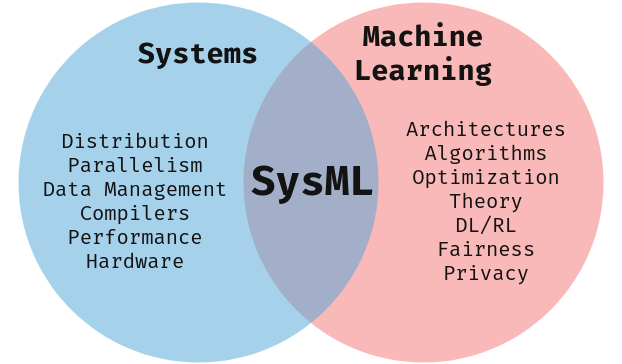 Systems
Distribution
Parallelism
Data Management
Compilers
Performance
Hardware
SysML
Machine
Learning
Architectures
Algorithms
Optimization
Theory
DL/RL
Fairness
Privacy